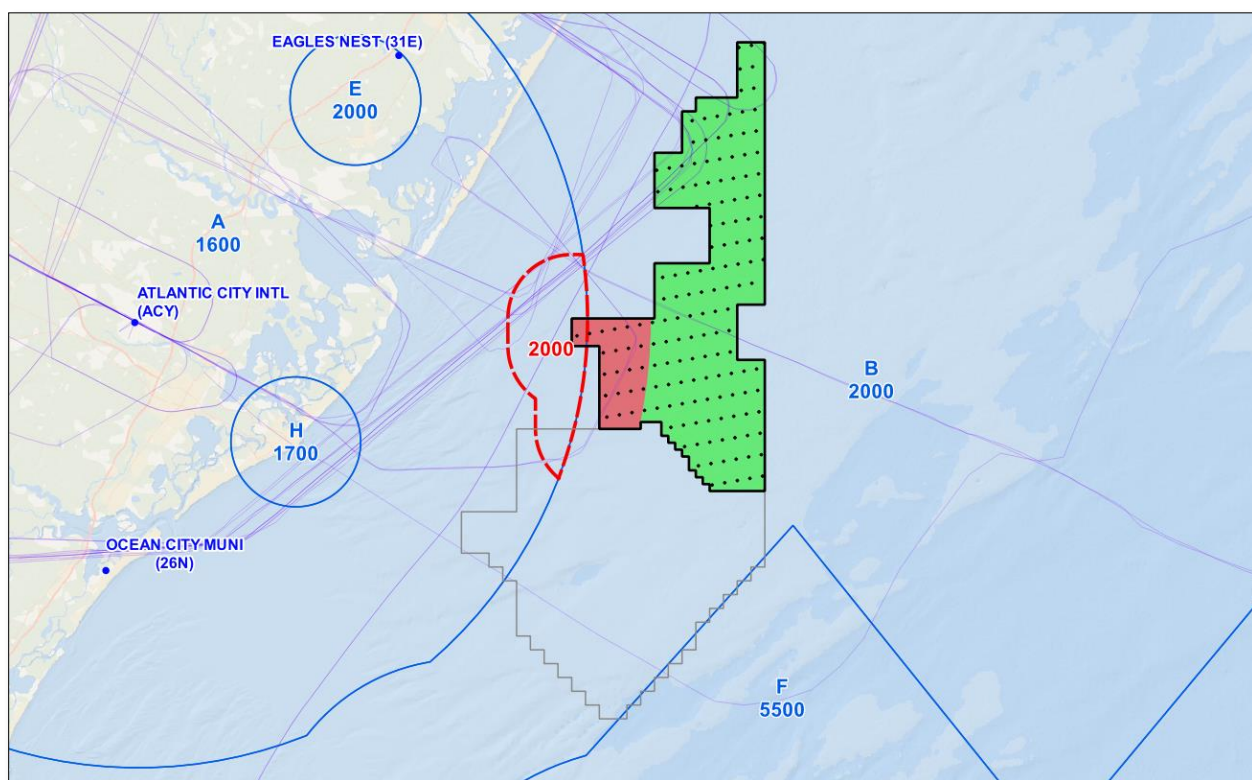 EAGLES NEST (31E)
E
2000
A
1600
ATLANTIC CITY INTL
(ACY)
2000
B
2000
H
1700
OCEAN CITY MUNI
(26N)
F
5500